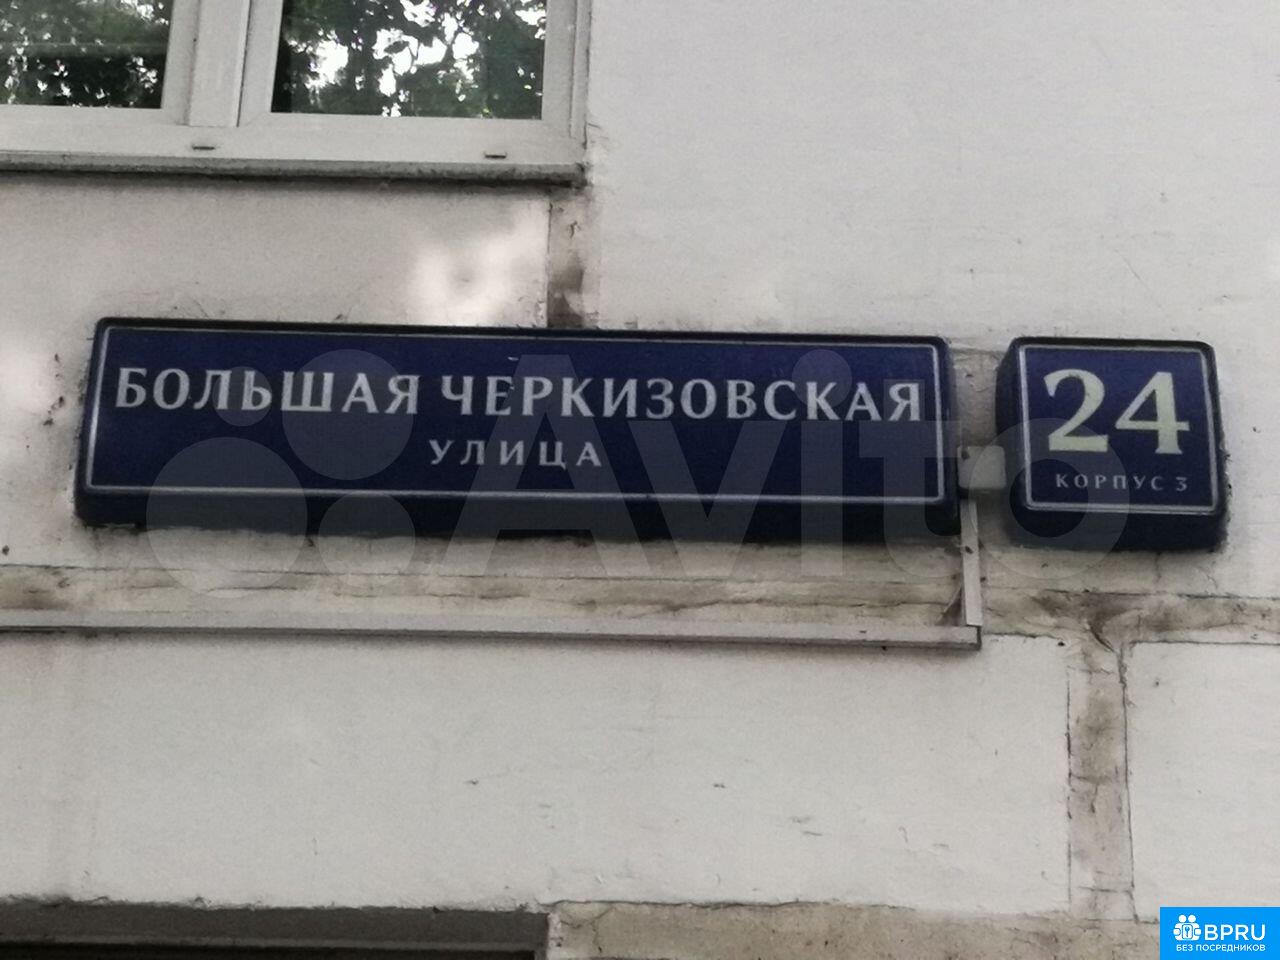 БОЛЬШАЯ ЧЕРКИЗОВСКАЯ
УЛИЦА
24
КОРПУС 3
Avito
BPRU
БЕЗ ПОСРЕДНИКОВ